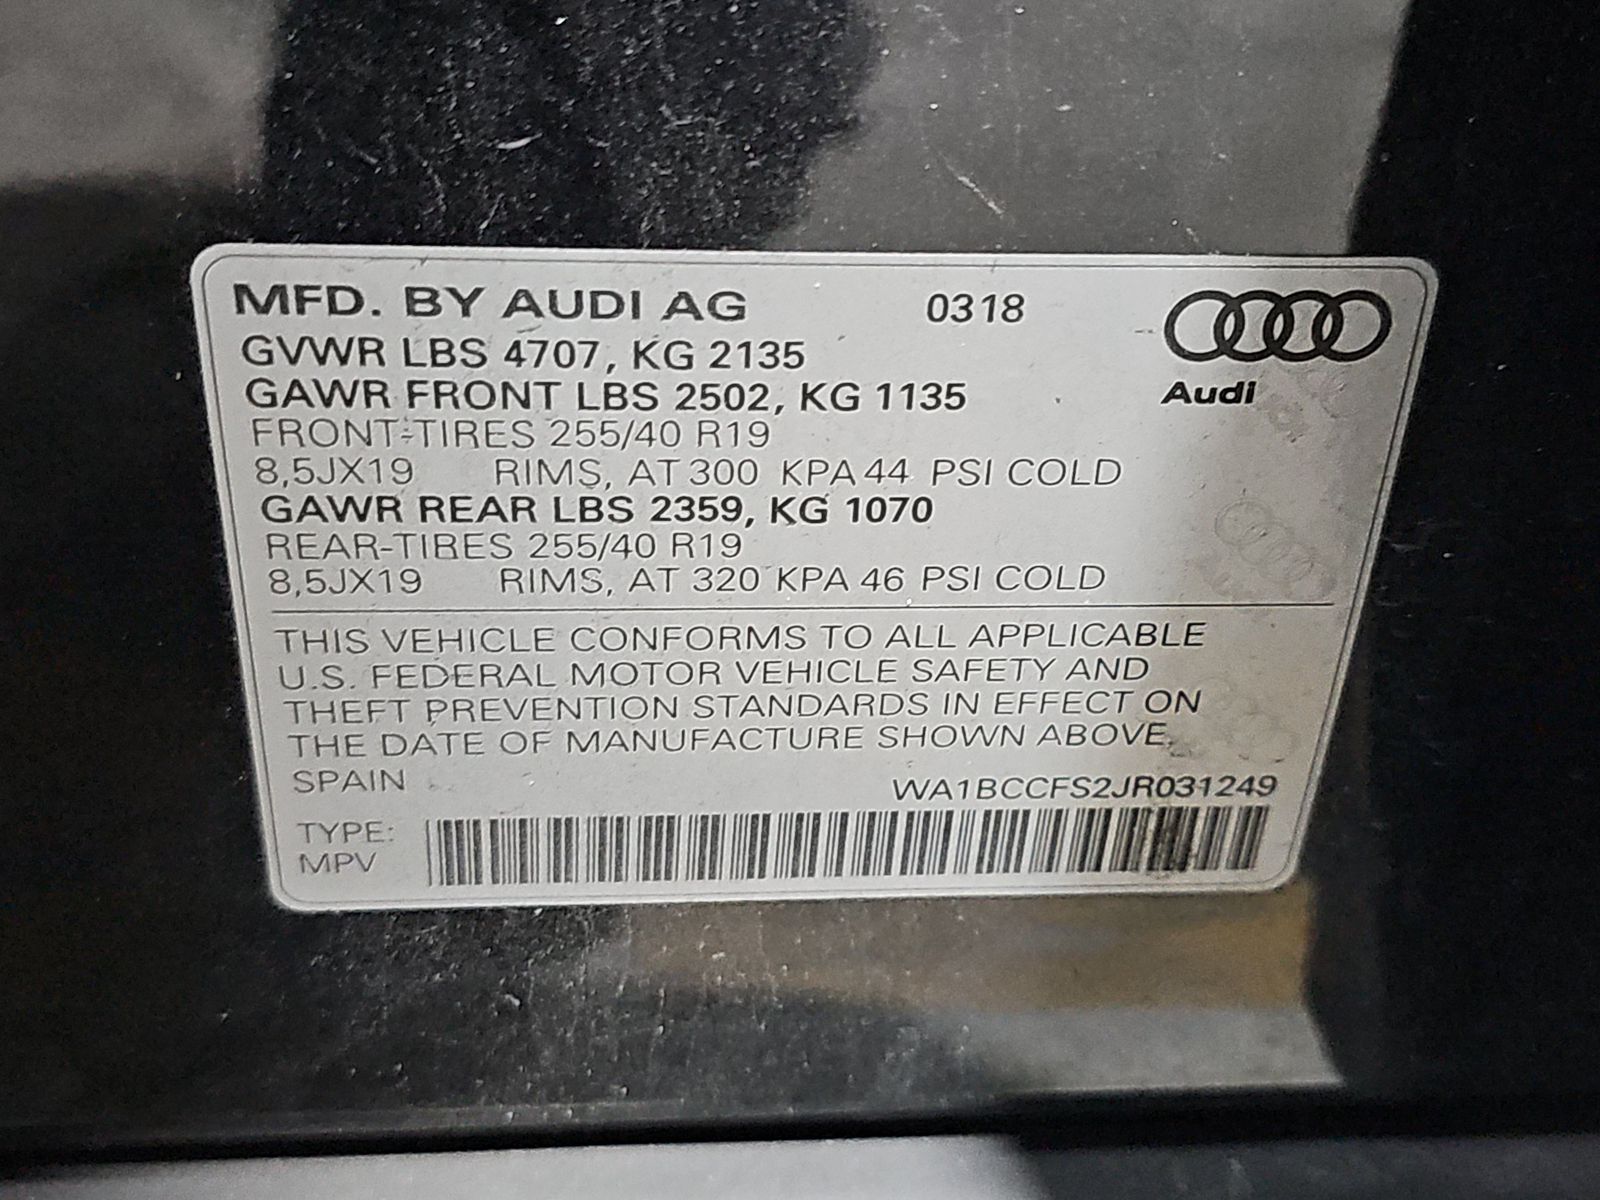 MFD. BY AUDI AG 0318
GVWR LBS 4707, KG 2135
GAWR FRONT LBS 2502, KG 1135
Audi
FRONT-TIRES 255/40 R19
8,5JX19 RIMS, AT 300 KPA 44 PSI COLD
GAWR REAR LBS 2359, KG 1070
REAR-TIRES 255/40 R19
8,5JX19 RIMS, AT 320 KPA 46 PSI COLD
THIS VEHICLE CONFORMS TO ALL APPLICABLE
U.S. FEDERAL MOTOR VEHICLE SAFETY AND
THEFT PREVENTION STANDARDS IN EFFECT ON
THE DATE OF MANUFACTURE SHOWN ABOVE.
SPAIN WA1BCCFS2JR031249
TYPE:
MPV